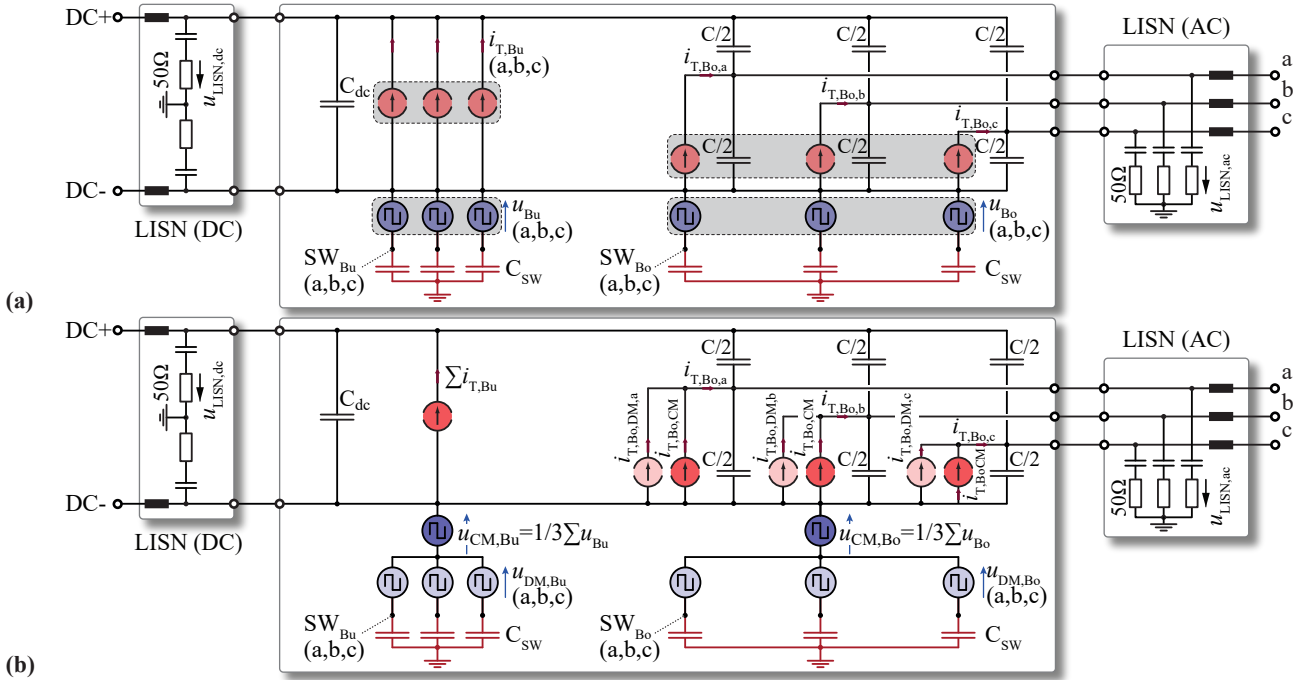 DC+
50Ω
u_LISN,dc
DC-
LISN (DC)
C_dc
i_T,Bu
(a,b,c)
u_Bu
(a,b,c)
SW_Bu
(a,b,c)
C_SW
C/2
C/2
C/2
i_T,Bo,a
i_T,Bo,b
i_T,Bo,c
C/2
C/2
C/2
u_Bo
(a,b,c)
SW_Bo
(a,b,c)
C_SW
LISN (AC)
a
b
c
50Ω
u_LISN,ac
(a)
DC+
50Ω
u_LISN,dc
DC-
LISN (DC)
C_dc
∑i_T,Bu
u_CM,Bu=1/3∑u_Bu
u_DM,Bu
(a,b,c)
SW_Bu
(a,b,c)
C_SW
C/2
C/2
C/2
i_T,Bo,a
i_T,Bo,b
i_T,Bo,c
i_T,Bo,DM,a
i_T,Bo,CM
i_T,Bo,DM,b
i_T,Bo,CM
i_T,Bo,DM,c
i_T,BoCM
C/2
C/2
C/2
u_CM,Bo=1/3∑u_Bo
u_DM,Bo
(a,b,c)
SW_Bo
(a,b,c)
C_SW
LISN (AC)
a
b
c
50Ω
u_LISN,ac
(b)